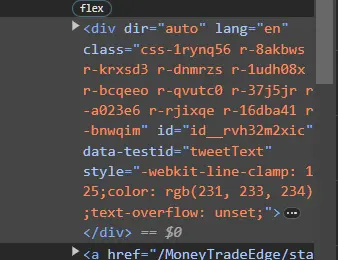 flex
<div dir="auto" lang="en"
class="css-1rynq56 r-8akbws
r-krxsd3 r-dnmrzs r-1udh08x
r-bcqeeo r-qvutc0 r-37j5jr r
-a023e6 r-rjixqe r-16dba41 r
-bnwqim" id="id__rvh32m2xic"
data-testid="tweetText"
style="-webkit-line-clamp: 1
25;color: rgb(231, 233, 234)
;text-overflow: unset;"> …
</div> == $0
<a href="/MoneyTradeEdge/sta